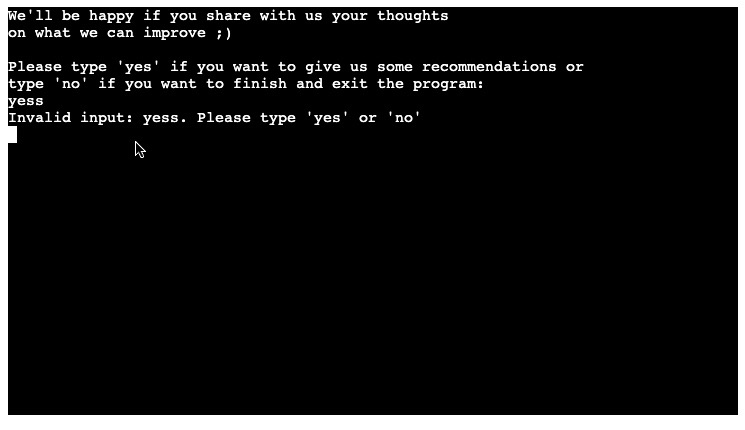 We'll be happy if you share with us your thoughts
on what we can improve ;)
Please type 'yes' if you want to give us some recommendations or
type 'no' if you want to finish and exit the program:
yess
Invalid input: yess. Please type 'yes' or 'no'